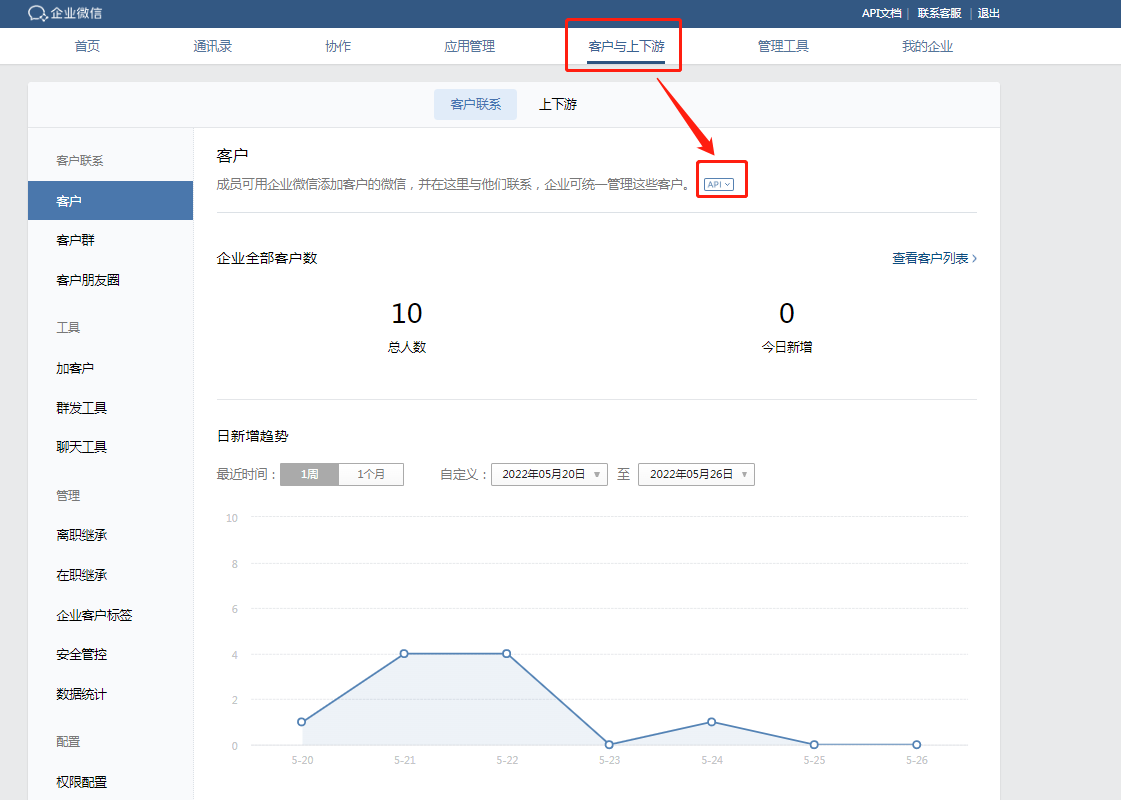 企业微信
API文档 | 联系客服 | 退出
首页 通讯录 协作 应用管理 客户与上下游 管理工具 我的企业
客户联系 上下游
客户联系
客户
客户群
客户朋友圈
工具
加客户
群发工具
聊天工具
管理
离职继承
在职继承
企业客户标签
安全管控
数据统计
配置
权限配置
客户
成员可用企业微信添加客户的微信，并在这里与他们联系，企业可统一管理这些客户。 API
企业全部客户数 查看客户列表
10 0
总人数 今日新增
日新增趋势
最近时间： 1周 1个月 自定义： 2022年05月20日 至 2022年05月26日
10
8
6
4
2
0
5-20 5-21 5-22 5-23 5-24 5-25 5-26